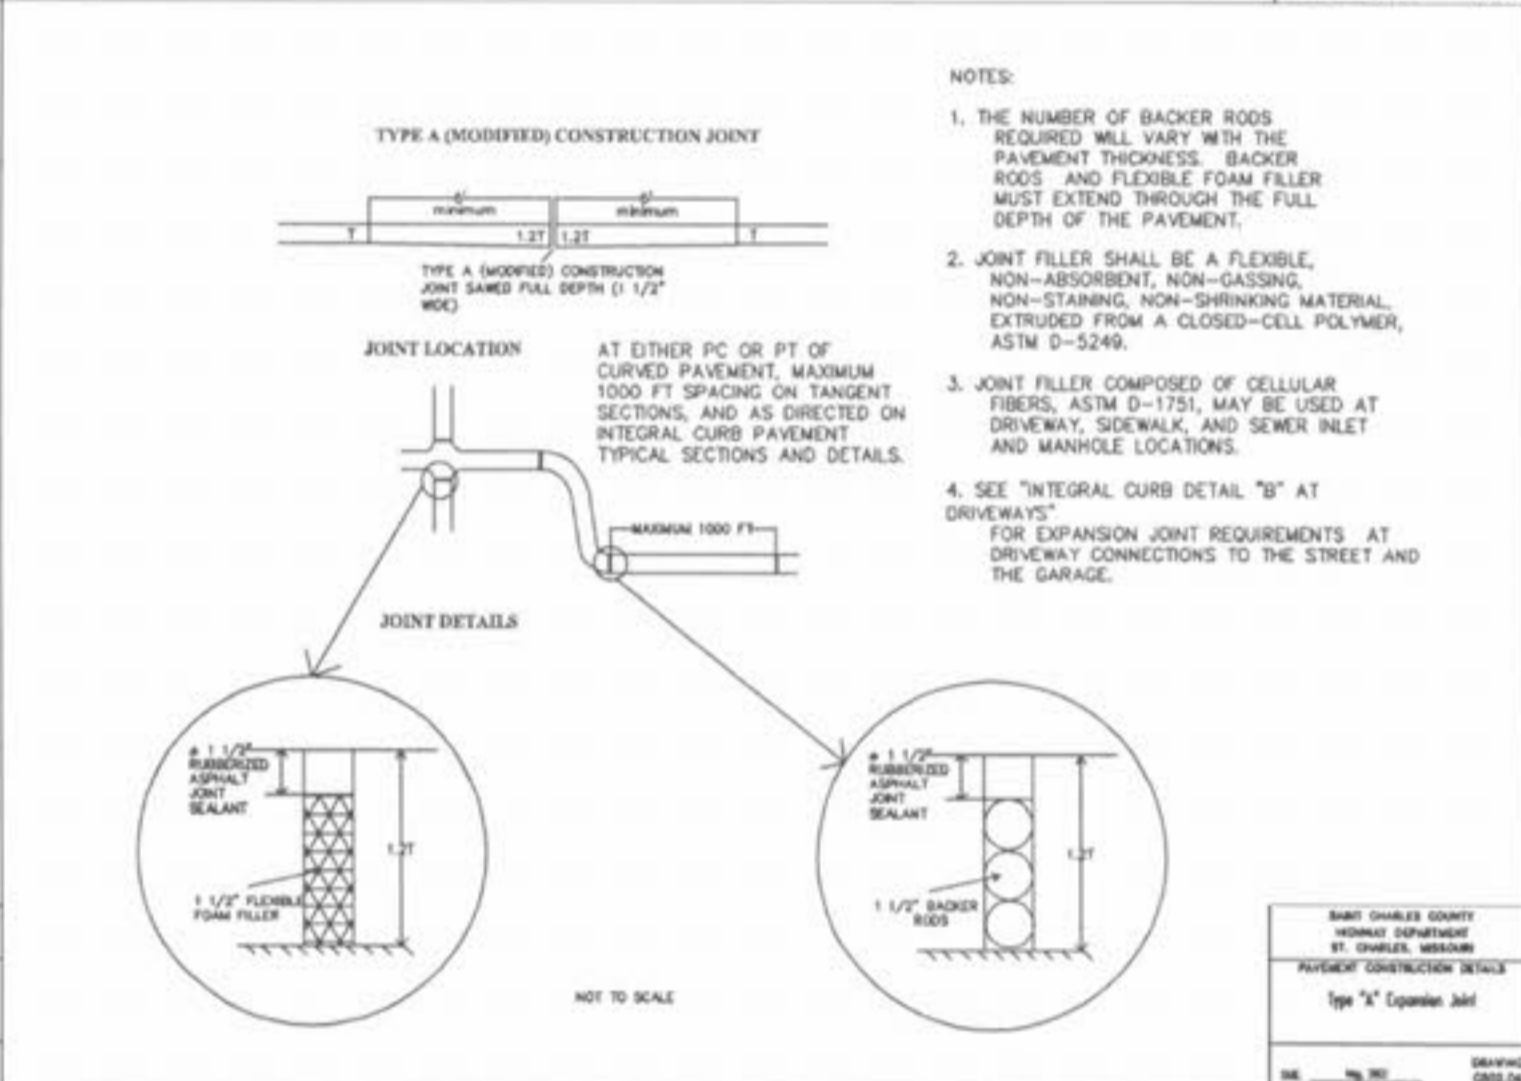 NOTES:
1. THE NUMBER OF BACKER RODS
REQUIRED WILL VARY WITH THE
PAVEMENT THICKNESS. BACKER
RODS AND FLEXIBLE FOAM FILLER
MUST EXTEND THROUGH THE FULL
DEPTH OF THE PAVEMENT.
2. JOINT FILLER SHALL BE A FLEXIBLE,
NON-ABSORBENT, NON-GASSING,
NON-STAINING, NON-SHRINKING MATERIAL,
EXTRUDED FROM A CLOSED-CELL POLYMER,
ASTM D-5249.
3. JOINT FILLER COMPOSED OF CELLULAR
FIBERS, ASTM D-1751, MAY BE USED AT
DRIVEWAY, SIDEWALK, AND SEWER INLET
AND MANHOLE LOCATIONS.
4. SEE "INTEGRAL CURB DETAIL "B" AT
DRIVEWAYS"
FOR EXPANSION JOINT REQUIREMENTS AT
DRIVEWAY CONNECTIONS TO THE STREET AND
THE GARAGE.
TYPE A (MODIFIED) CONSTRUCTION JOINT
minimum
minimum
T
1.2T
1.2T
T
TYPE A (MODIFIED) CONSTRUCTION
JOINT SAWED FULL DEPTH (1 1/2"
WIDE)
JOINT LOCATION
AT EITHER PC OR PT OF
CURVED PAVEMENT, MAXIMUM
1000 FT SPACING ON TANGENT
SECTIONS, AND AS DIRECTED ON
INTEGRAL CURB PAVEMENT
TYPICAL SECTIONS AND DETAILS.
MAXIMUM 1000 FT
JOINT DETAILS
1 1/2"
RUBBERIZED
ASPHALT
JOINT
SEALANT
1.2T
1 1/2" FLEXIBLE
FOAM FILLER
1 1/2"
RUBBERIZED
ASPHALT
JOINT
SEALANT
1.2T
1 1/2" BACKER
RODS
NOT TO SCALE
SAINT CHARLES COUNTY
HIGHWAY DEPARTMENT
ST. CHARLES, MISSOURI
PAVEMENT CONSTRUCTION DETAILS
Type "A" Expansion Joint